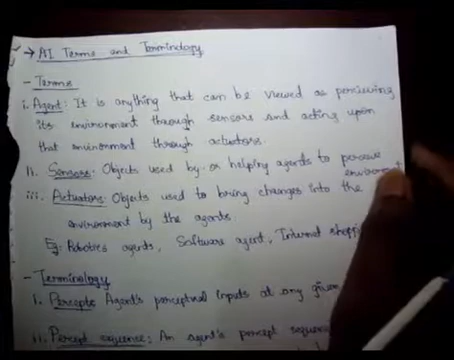 → AI Terms and Terminology
- Terms
i. Agent: It is anything that can be viewed as perceiving
its environment through sensors and acting upon
that environment through actuators.
ii. Sensors: Objects used by or helping agents to perceive
environment
iii. Actuators: Objects used to bring changes into the
environment by the agents.
Eg: Robotics agents, Software agent, Internet
- Terminology
i. Percepts: Agent's perceptual inputs at any given
ii. Percept sequence: An agent's percept